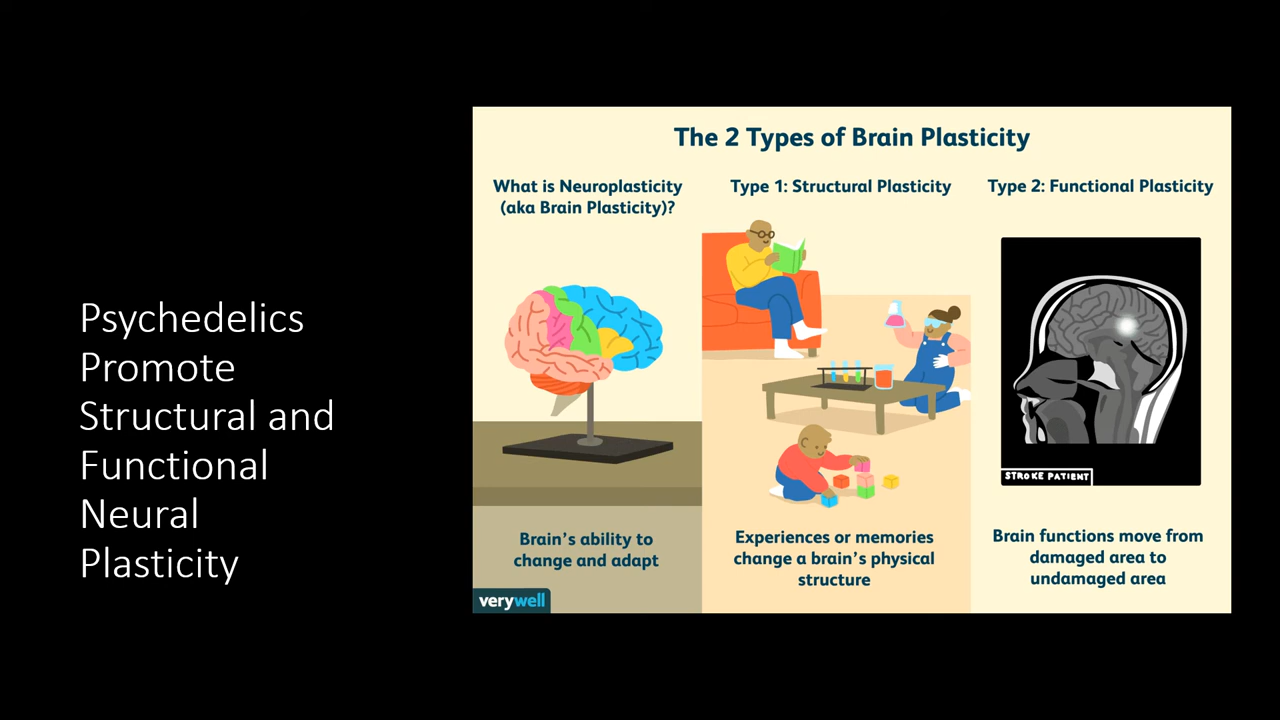 Psychedelics
Promote
Structural and
Functional
Neural
Plasticity
The 2 Types of Brain Plasticity
What is Neuroplasticity
(aka Brain Plasticity)?
Brain's ability to
change and adapt
Type 1: Structural Plasticity
Experiences or memories
change a brain's physical
structure
Type 2: Functional Plasticity
STROKE PATIENT
Brain functions move from
damaged area to
undamaged area
verywell